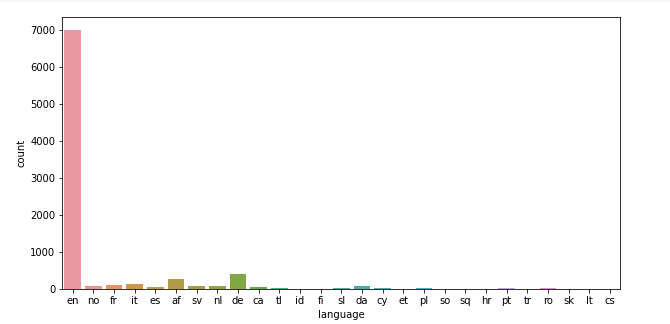 7000
6000
5000
4000
3000
2000
1000
0
count
en no fr it es af sv nl de ca tl id fi sl da cy et pl so sq hr pt tr ro sk lt cs
language